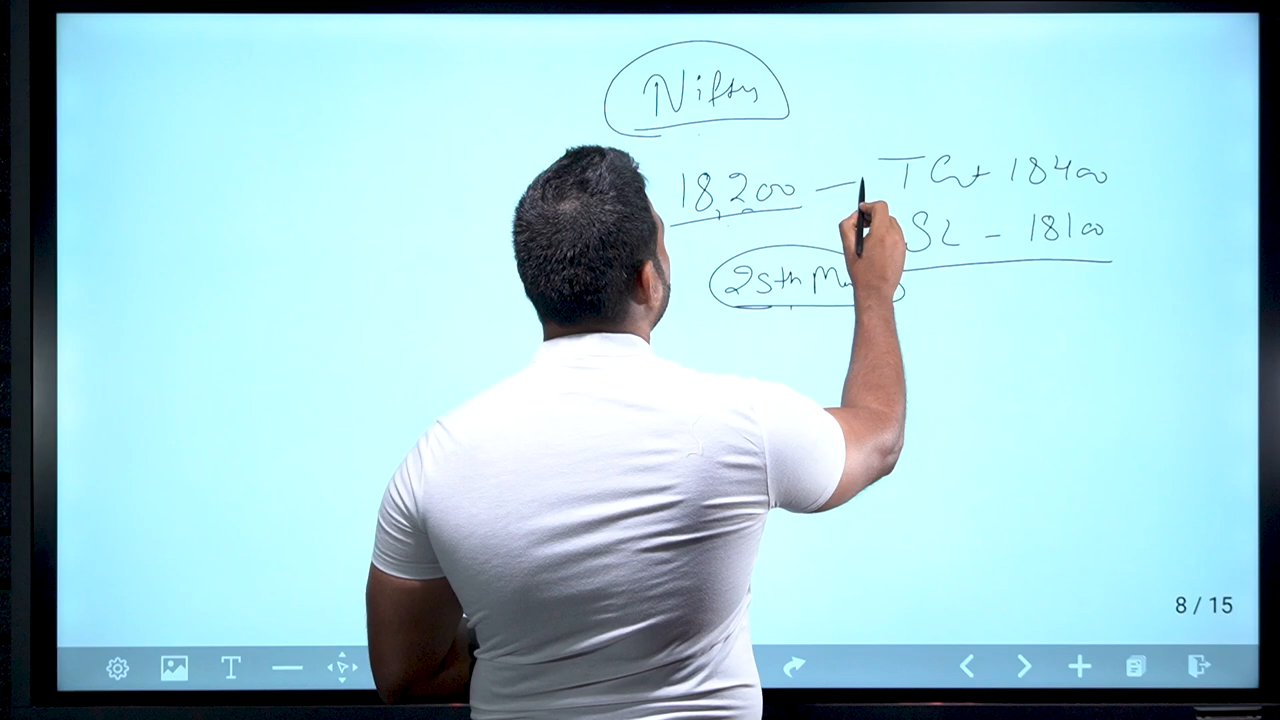 Nifty
18,200 — TGt 18400
SL - 18100
25th
8 / 15
T